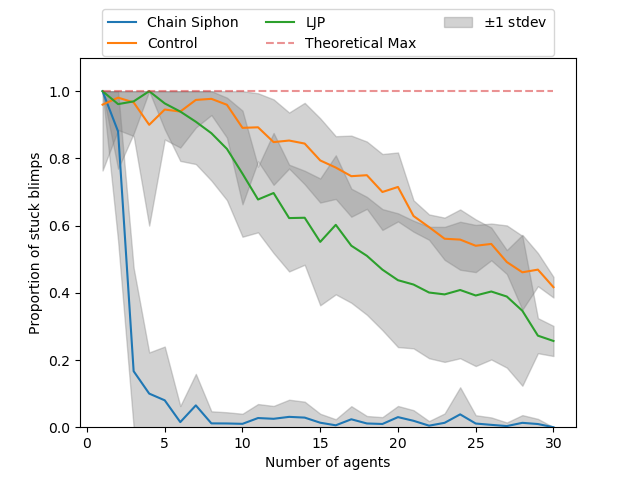 Chain Siphon LJP ±1 stdev
Control Theoretical Max
1.0
0.8
0.6
0.4
0.2
0.0
Proportion of stuck blimps
0 5 10 15 20 25 30
Number of agents